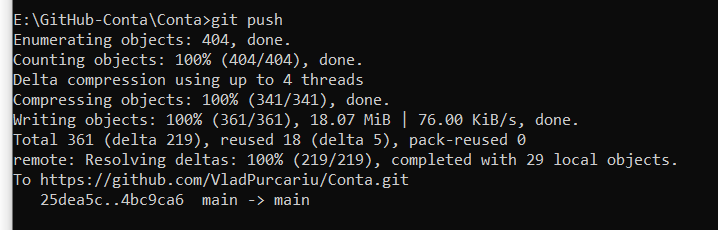 E:\GitHub-Conta\Conta>git push
Enumerating objects: 404, done.
Counting objects: 100% (404/404), done.
Delta compression using up to 4 threads
Compressing objects: 100% (341/341), done.
Writing objects: 100% (361/361), 18.07 MiB | 76.00 KiB/s, done.
Total 361 (delta 219), reused 18 (delta 5), pack-reused 0
remote: Resolving deltas: 100% (219/219), completed with 29 local objects.
To https://github.com/VladPurcariu/Conta.git
   25dea5c..4bc9ca6  main -> main